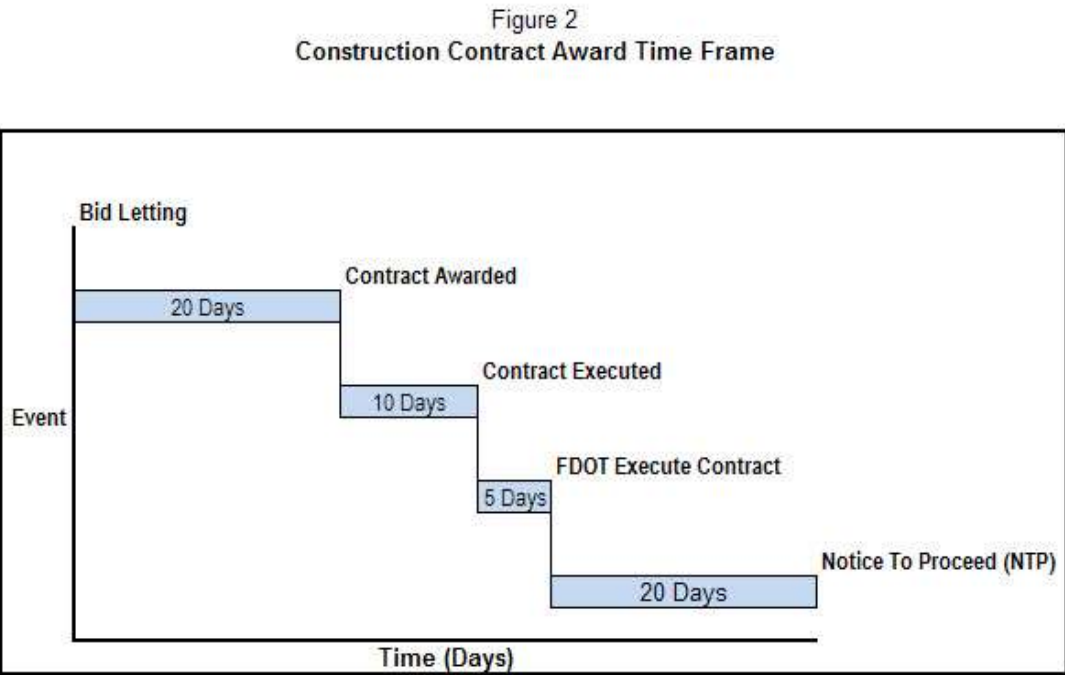 Figure 2
Construction Contract Award Time Frame
Bid Letting
Contract Awarded
20 Days
Contract Executed
10 Days
Event
FDOT Execute Contract
5 Days
Notice To Proceed (NTP)
20 Days
Time (Days)